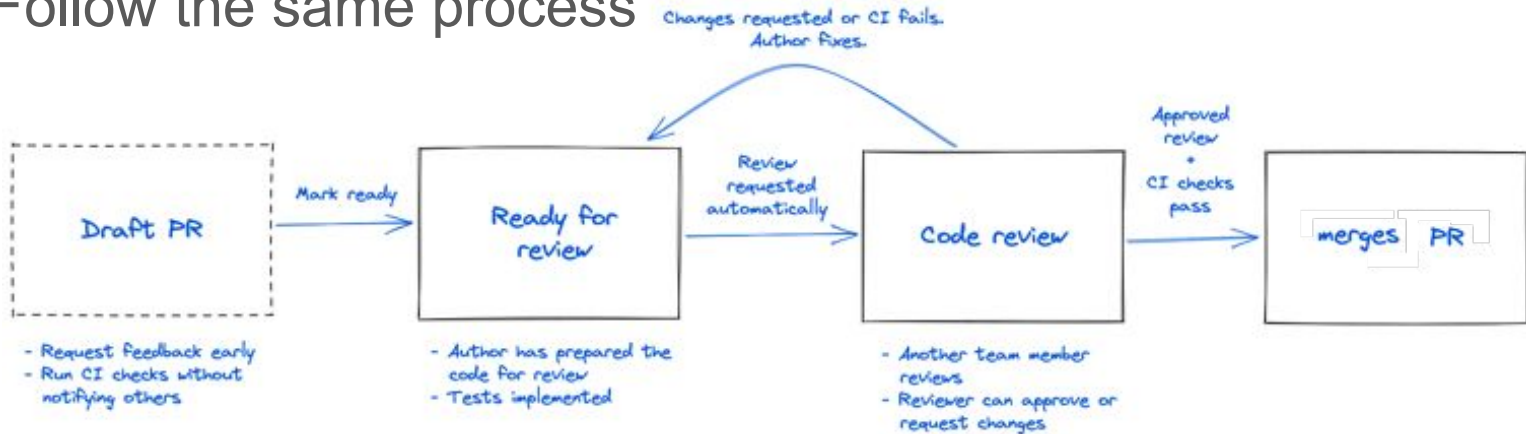 Follow the same process
Changes requested or CI fails.
Author fixes.
Draft PR
Mark ready
Ready for
review
Review
requested
automatically
Code review
Approved
review
+
CI checks
pass
merges PR
- Request feedback early
- Run CI checks without
notifying others
- Author has prepared the
code for review
- Tests implemented
- Another team member
reviews
- Reviewer can approve or
request changes